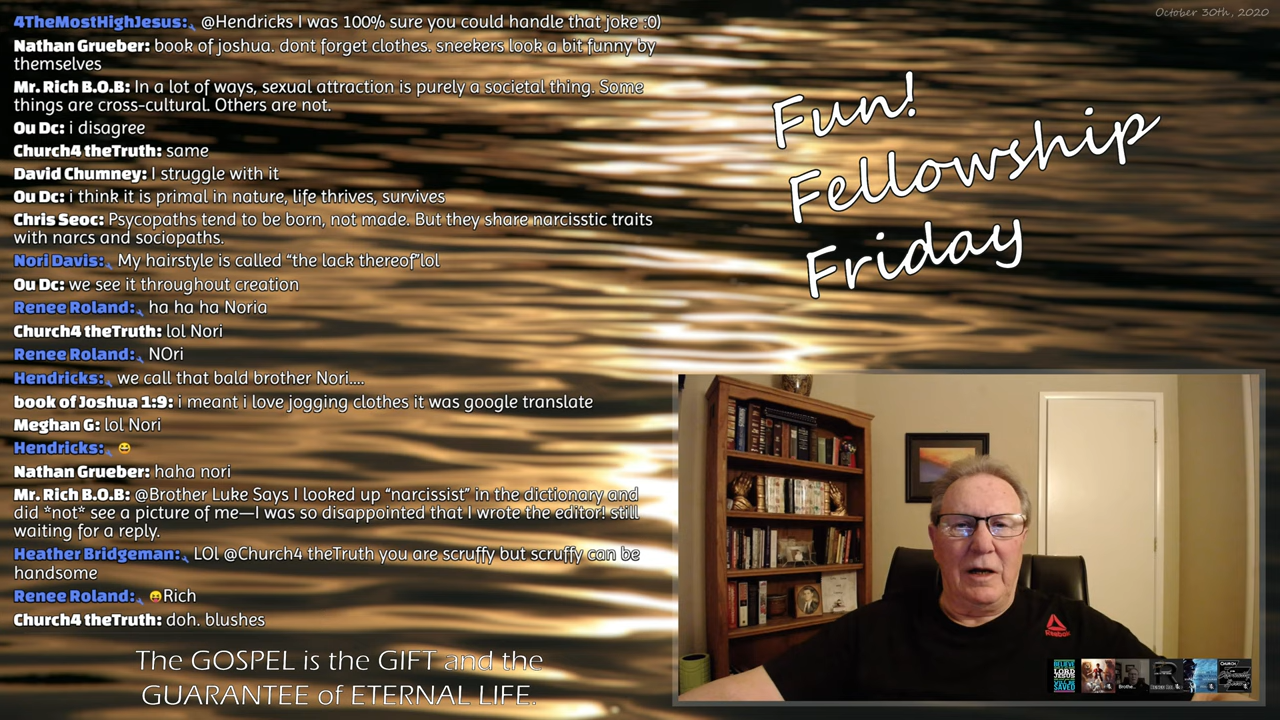 4TheMostHighJesus: @Hendricks I was 100% sure you could handle that joke :0)
Nathan Grueber: book of joshua. dont forget clothes. sneekers look a bit funny by
themselves
Mr. Rich B.O.B: In a lot of ways, sexual attraction is purely a societal thing. Some
things are cross-cultural. Others are not.
Ou Dc: i disagree
Church4 theTruth: same
David Chumney: I struggle with it
Ou Dc: i think it is primal in nature, life thrives, survives
Chris Seoc: Psycopaths tend to be born, not made. But they share narcisstic traits
with narcs and sociopaths.
Nori Davis: My hairstyle is called "the lack thereof"lol
Ou Dc: we see it throughout creation
Renee Roland: ha ha ha Noria
Church4 theTruth: lol Nori
Renee Roland: NOri
Hendricks: we call that bald brother Nori....
book of Joshua 1:9: i meant i love jogging clothes it was google translate
Meghan G: lol Nori
Hendricks: 😆
Nathan Grueber: haha nori
Mr. Rich B.O.B: @Brother Luke Says I looked up "narcissist" in the dictionary and
did *not* see a picture of me—I was so disappointed that I wrote the editor! still
waiting for a reply.
Heather Bridgeman: LOl @Church4 theTruth you are scruffy but scruffy can be
handsome
Renee Roland: 😝Rich
Church4 theTruth: doh. blushes
The GOSPEL is the GIFT and the
GUARANTEE of ETERNAL LIFE.
October 30th, 2020
Fun!
Fellowship
Friday
Reebok
BELIEVE
LORD
JESUS
SAVED
Brothe...
CHURCH